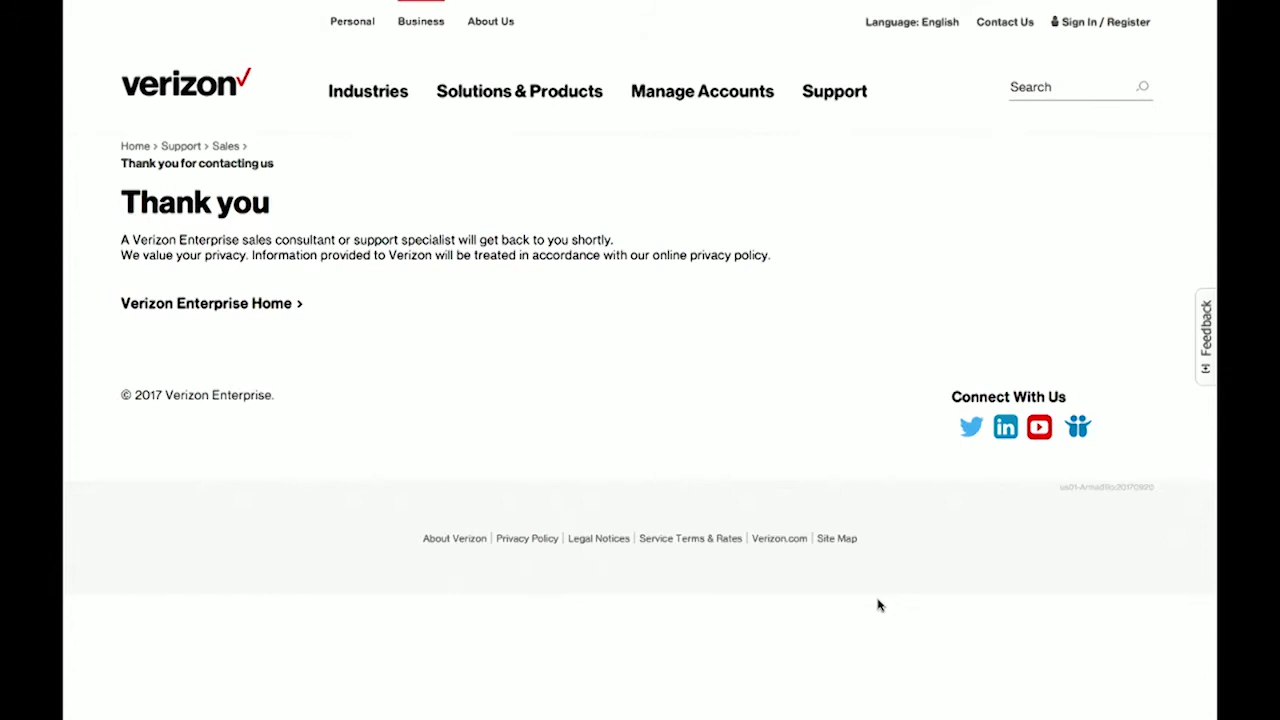 Personal Business About Us
Language: English Contact Us Sign In / Register
verizon
Industries Solutions & Products Manage Accounts Support
Search
Home > Support > Sales >
Thank you for contacting us
Thank you
A Verizon Enterprise sales consultant or support specialist will get back to you shortly.
We value your privacy. Information provided to Verizon will be treated in accordance with our online privacy policy.
Verizon Enterprise Home >
[+] Feedback
© 2017 Verizon Enterprise.
Connect With Us
in
us01-Armadillo:20170920
About Verizon | Privacy Policy | Legal Notices | Service Terms & Rates | Verizon.com | Site Map